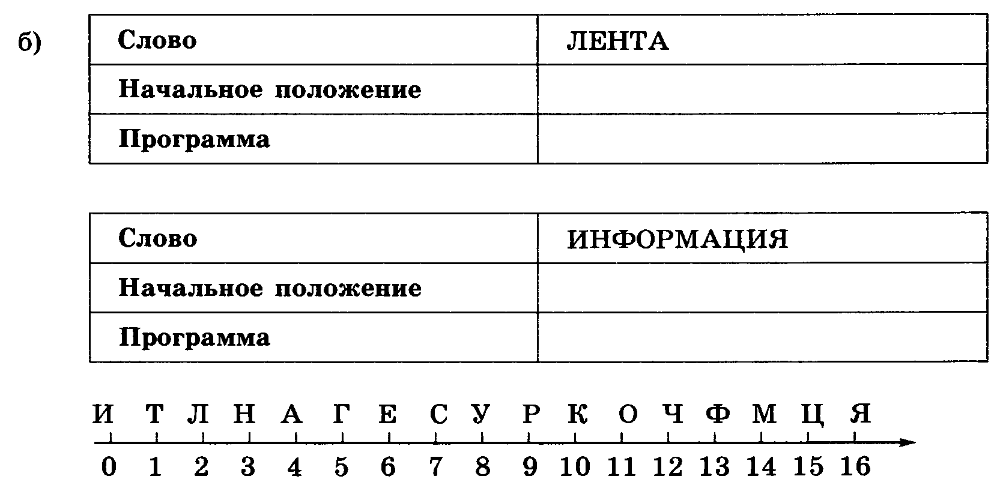 б) Слово ЛЕНТА
Начальное положение
Программа
Слово ИНФОРМАЦИЯ
Начальное положение
Программа
И Т Л Н А Г Е С У Р К О Ч Ф М Ц Я
0 1 2 3 4 5 6 7 8 9 10 11 12 13 14 15 16